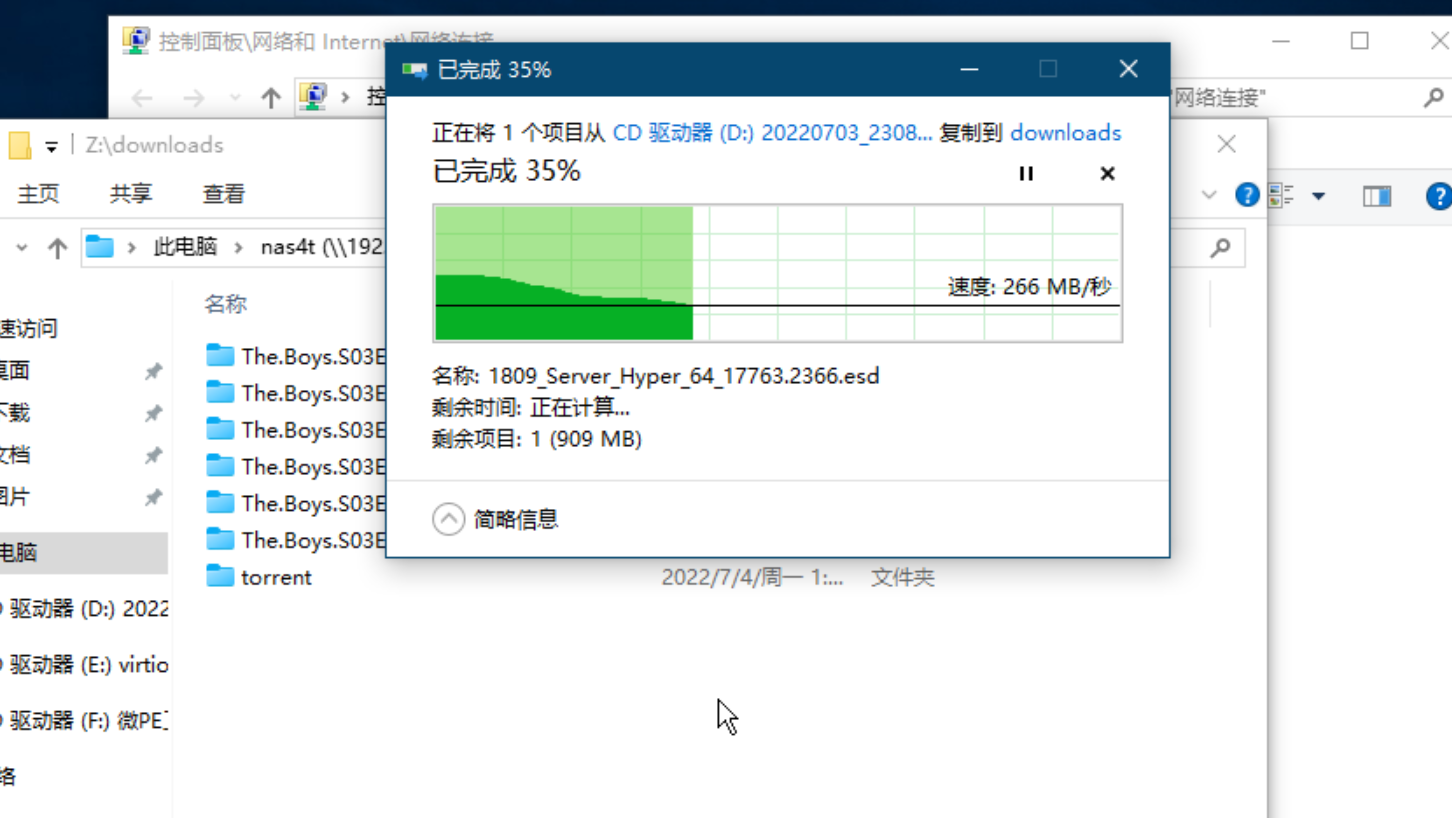 控制面板\网络和 Internet\网络连接
已完成 35%
控
网络连接"
正在将 1 个项目从 CD 驱动器 (D:) 20220703_2308... 复制到 downloads
已完成 35%
Z:\downloads
主页 共享 查看
此电脑 nas4t (\\192
速度: 266 MB/秒
名称
速访问
桌面
下载
文档
图片
电脑
驱动器 (D:) 2022
驱动器 (E:) virtio
驱动器 (F:) 微PE
络
The.Boys.S03E
The.Boys.S03E
The.Boys.S03E
The.Boys.S03E
The.Boys.S03E
The.Boys.S03E
torrent 2022/7/4/周一 1:... 文件夹
名称: 1809_Server_Hyper_64_17763.2366.esd
剩余时间: 正在计算...
剩余项目: 1 (909 MB)
简略信息